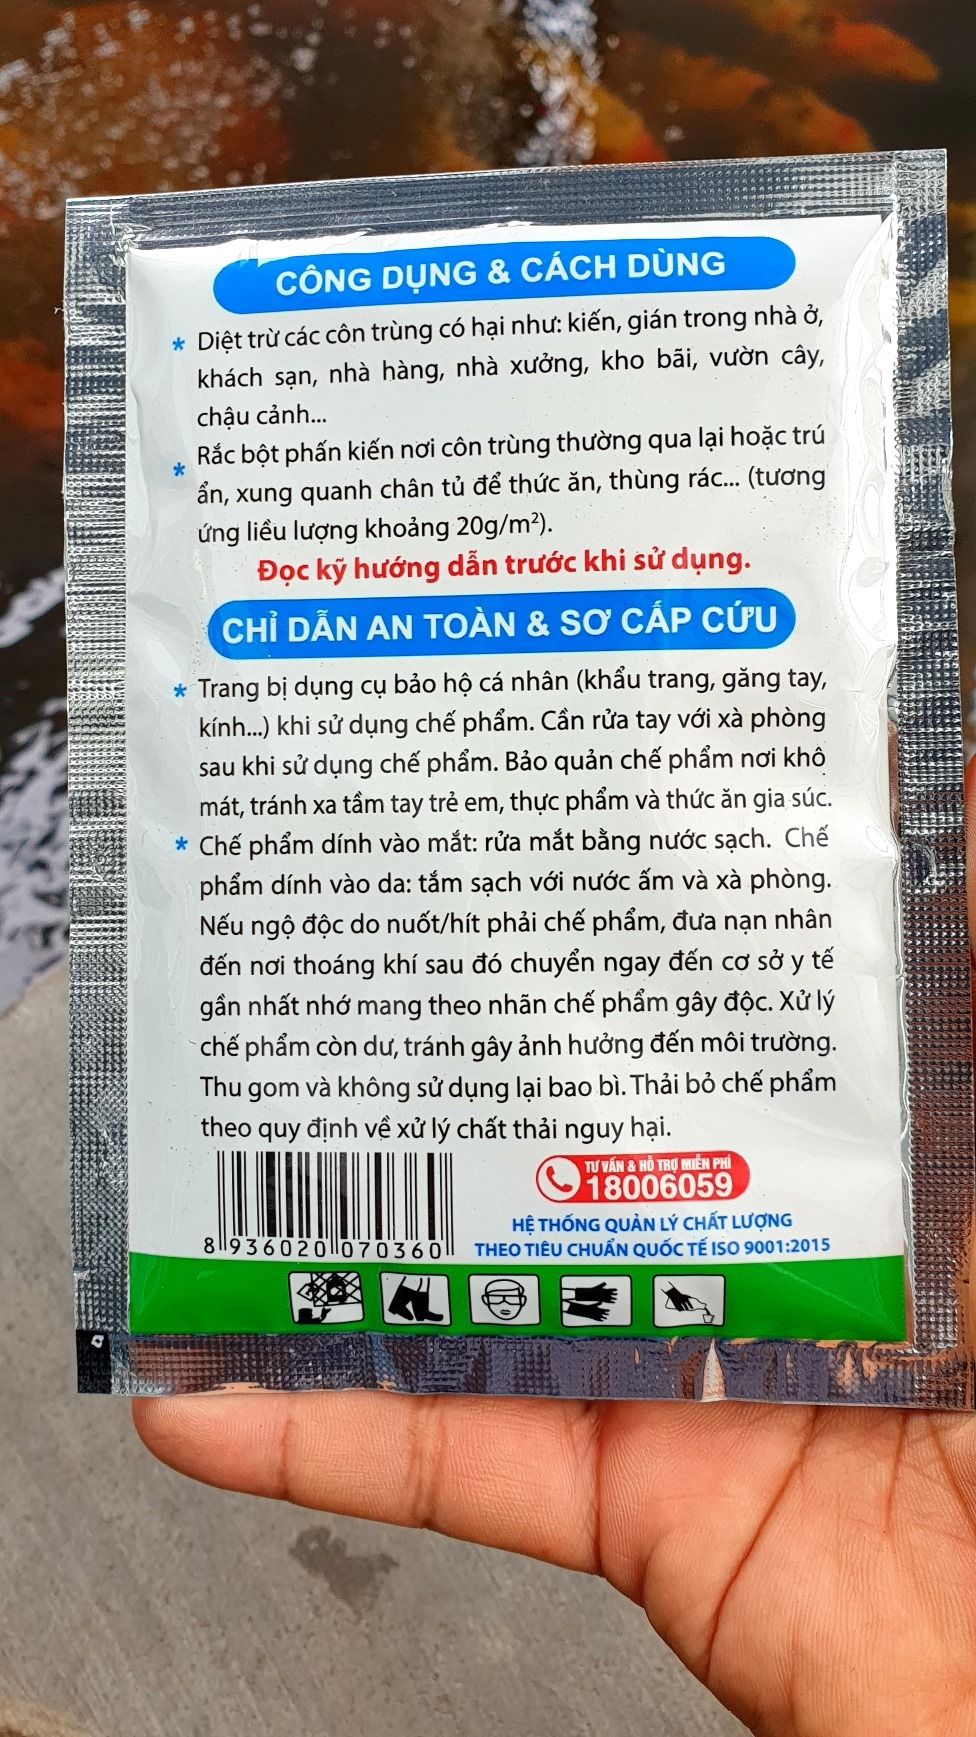 CÔNG DỤNG & CÁCH DÙNG
* Diệt trừ các côn trùng có hại như: kiến, gián trong nhà ở,
khách sạn, nhà hàng, nhà xưởng, kho bãi, vườn cây,
chậu cảnh...
* Rắc bột phấn kiến nơi côn trùng thường qua lại hoặc trú
ẩn, xung quanh chân tủ để thức ăn, thùng rác... (tương
ứng liều lượng khoảng 20g/m²).
Đọc kỹ hướng dẫn trước khi sử dụng.
CHỈ DẪN AN TOÀN & SƠ CẤP CỨU
* Trang bị dụng cụ bảo hộ cá nhân (khẩu trang, găng tay,
kính...) khi sử dụng chế phẩm. Cần rửa tay với xà phòng
sau khi sử dụng chế phẩm. Bảo quản chế phẩm nơi khô
mát, tránh xa tầm tay trẻ em, thực phẩm và thức ăn gia súc.
* Chế phẩm dính vào mắt: rửa mắt bằng nước sạch. Chế
phẩm dính vào da: tắm sạch với nước ấm và xà phòng.
Nếu ngộ độc do nuốt/hít phải chế phẩm, đưa nạn nhân
đến nơi thoáng khí sau đó chuyển ngay đến cơ sở y tế
gần nhất nhớ mang theo nhãn chế phẩm gây độc. Xử lý
chế phẩm còn dư, tránh gây ảnh hưởng đến môi trường.
Thu gom và không sử dụng lại bao bì. Thải bỏ chế phẩm
theo quy định về xử lý chất thải nguy hại.
TƯ VẤN & HỖ TRỢ MIỄN PHÍ
18006059
HỆ THỐNG QUẢN LÝ CHẤT LƯỢNG
THEO TIÊU CHUẨN QUỐC TẾ ISO 9001:2015
8 936020 070360